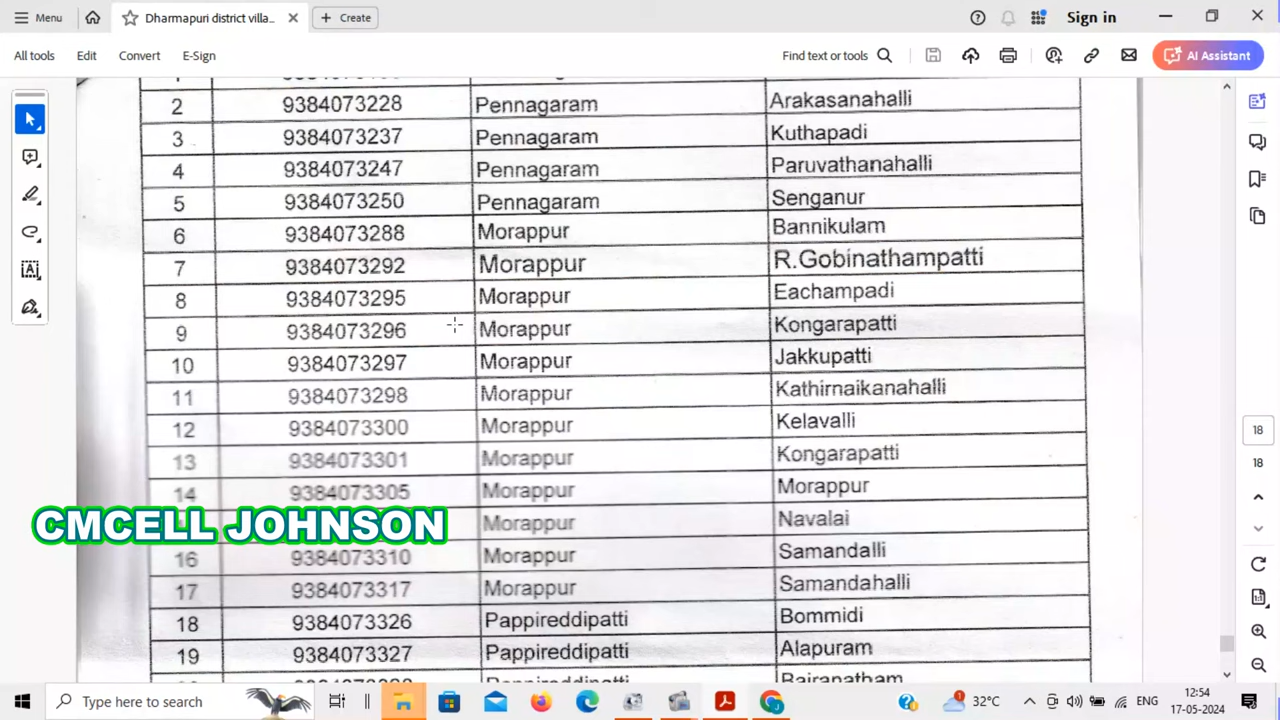 Menu Dharmapuri district villa... Create Sign in
All tools Edit Convert E-Sign Find text or tools AI Assistant
2 9384073228 Pennagaram Arakasanahalli
3 9384073237 Pennagaram Kuthapadi
4 9384073247 Pennagaram Paruvathanahalli
5 9384073250 Pennagaram Senganur
6 9384073288 Morappur Bannikulam
7 9384073292 Morappur R.Gobinathampatti
8 9384073295 Morappur Eachampadi
9 9384073296 Morappur Kongarapatti
10 9384073297 Morappur Jakkupatti
11 9384073298 Morappur Kathirnaikanahalli
12 9384073300 Morappur Kelavalli
13 9384073301 Morappur Kongarapatti
14 9384073305 Morappur Morappur
Morappur Navalai
16 9384073310 Morappur Samandalli
17 9384073317 Morappur Samandahalli
18 9384073326 Pappireddipatti Bommidi
19 9384073327 Pappireddipatti Alapuram
Pappireddipatti Bairanatham
CMCELL JOHNSON
18
18
Type here to search 32°C ENG 12:54
17-05-2024